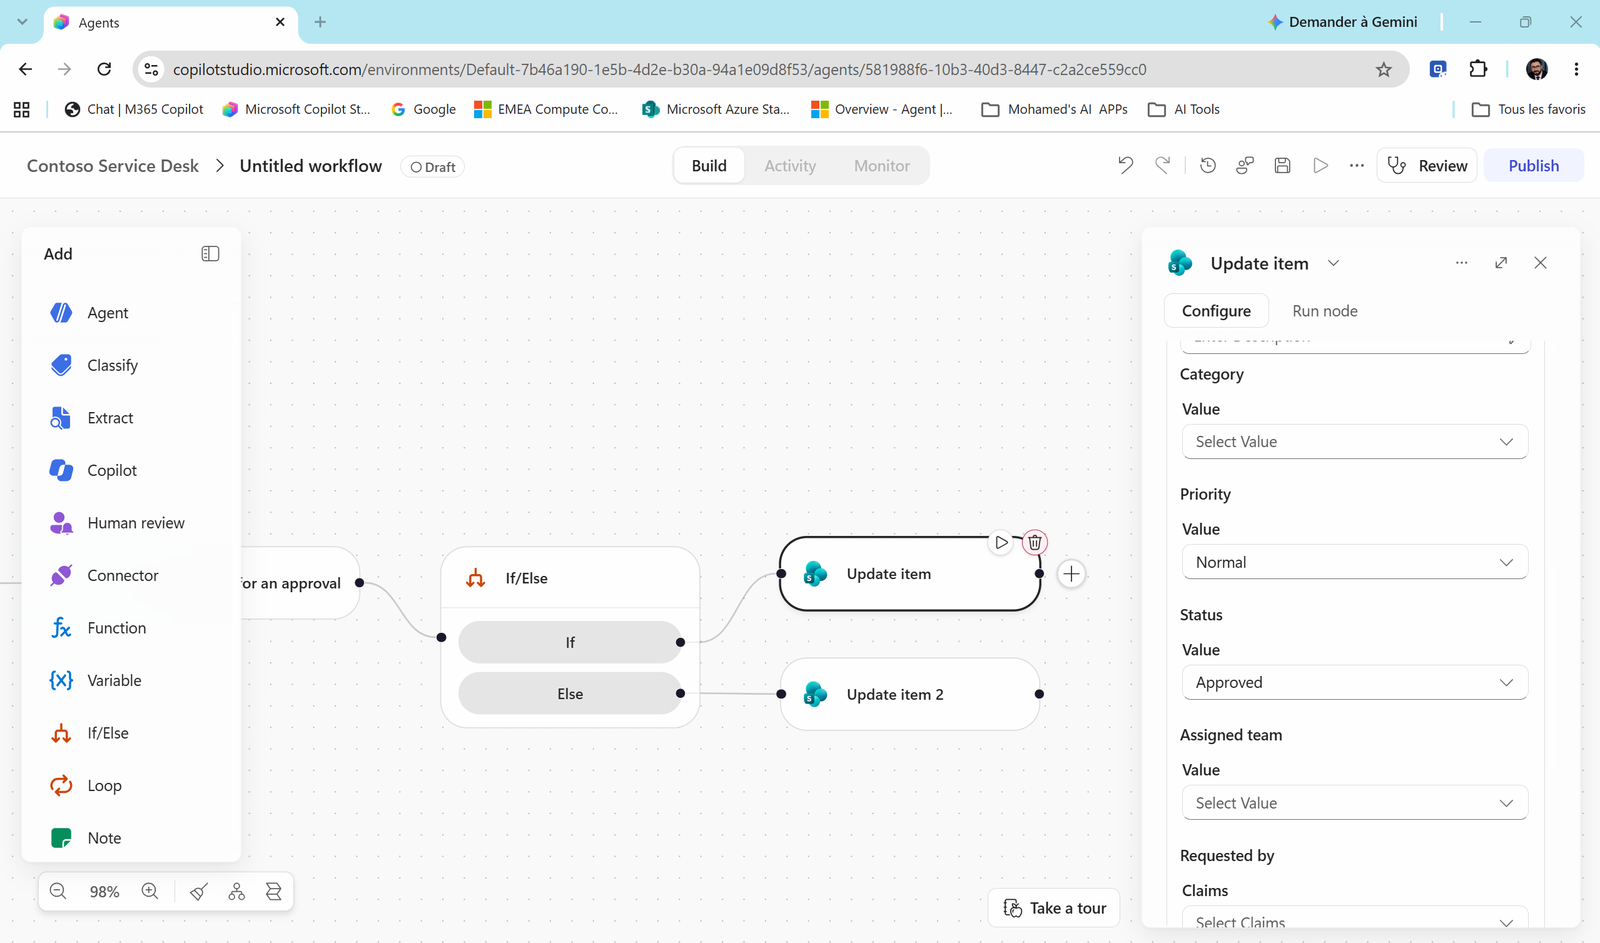 Agents
Demander à Gemini
copilotstudio.microsoft.com/environments/Default-7b46a190-1e5b-4d2e-b30a-94a1e09d8f53/agents/581988f6-10b3-40d3-8447-c2a2ce559cc0
Chat | M365 Copilot
Microsoft Copilot St...
Google
EMEA Compute Co...
Microsoft Azure Sta...
Overview - Agent |...
Mohamed's AI APPs
AI Tools
Tous les favoris
Contoso Service Desk
Untitled workflow
Draft
Build
Activity
Monitor
Review
Publish
Add
Agent
Classify
Extract
Copilot
Human review
Connector
Function
Variable
If/Else
Loop
Note
98%
for an approval
If/Else
If
Else
Update item
Update item 2
Take a tour
Update item
Configure
Run node
Enter Description
Category
Value
Select Value
Priority
Value
Normal
Status
Value
Approved
Assigned team
Value
Select Value
Requested by
Claims
Select Claims